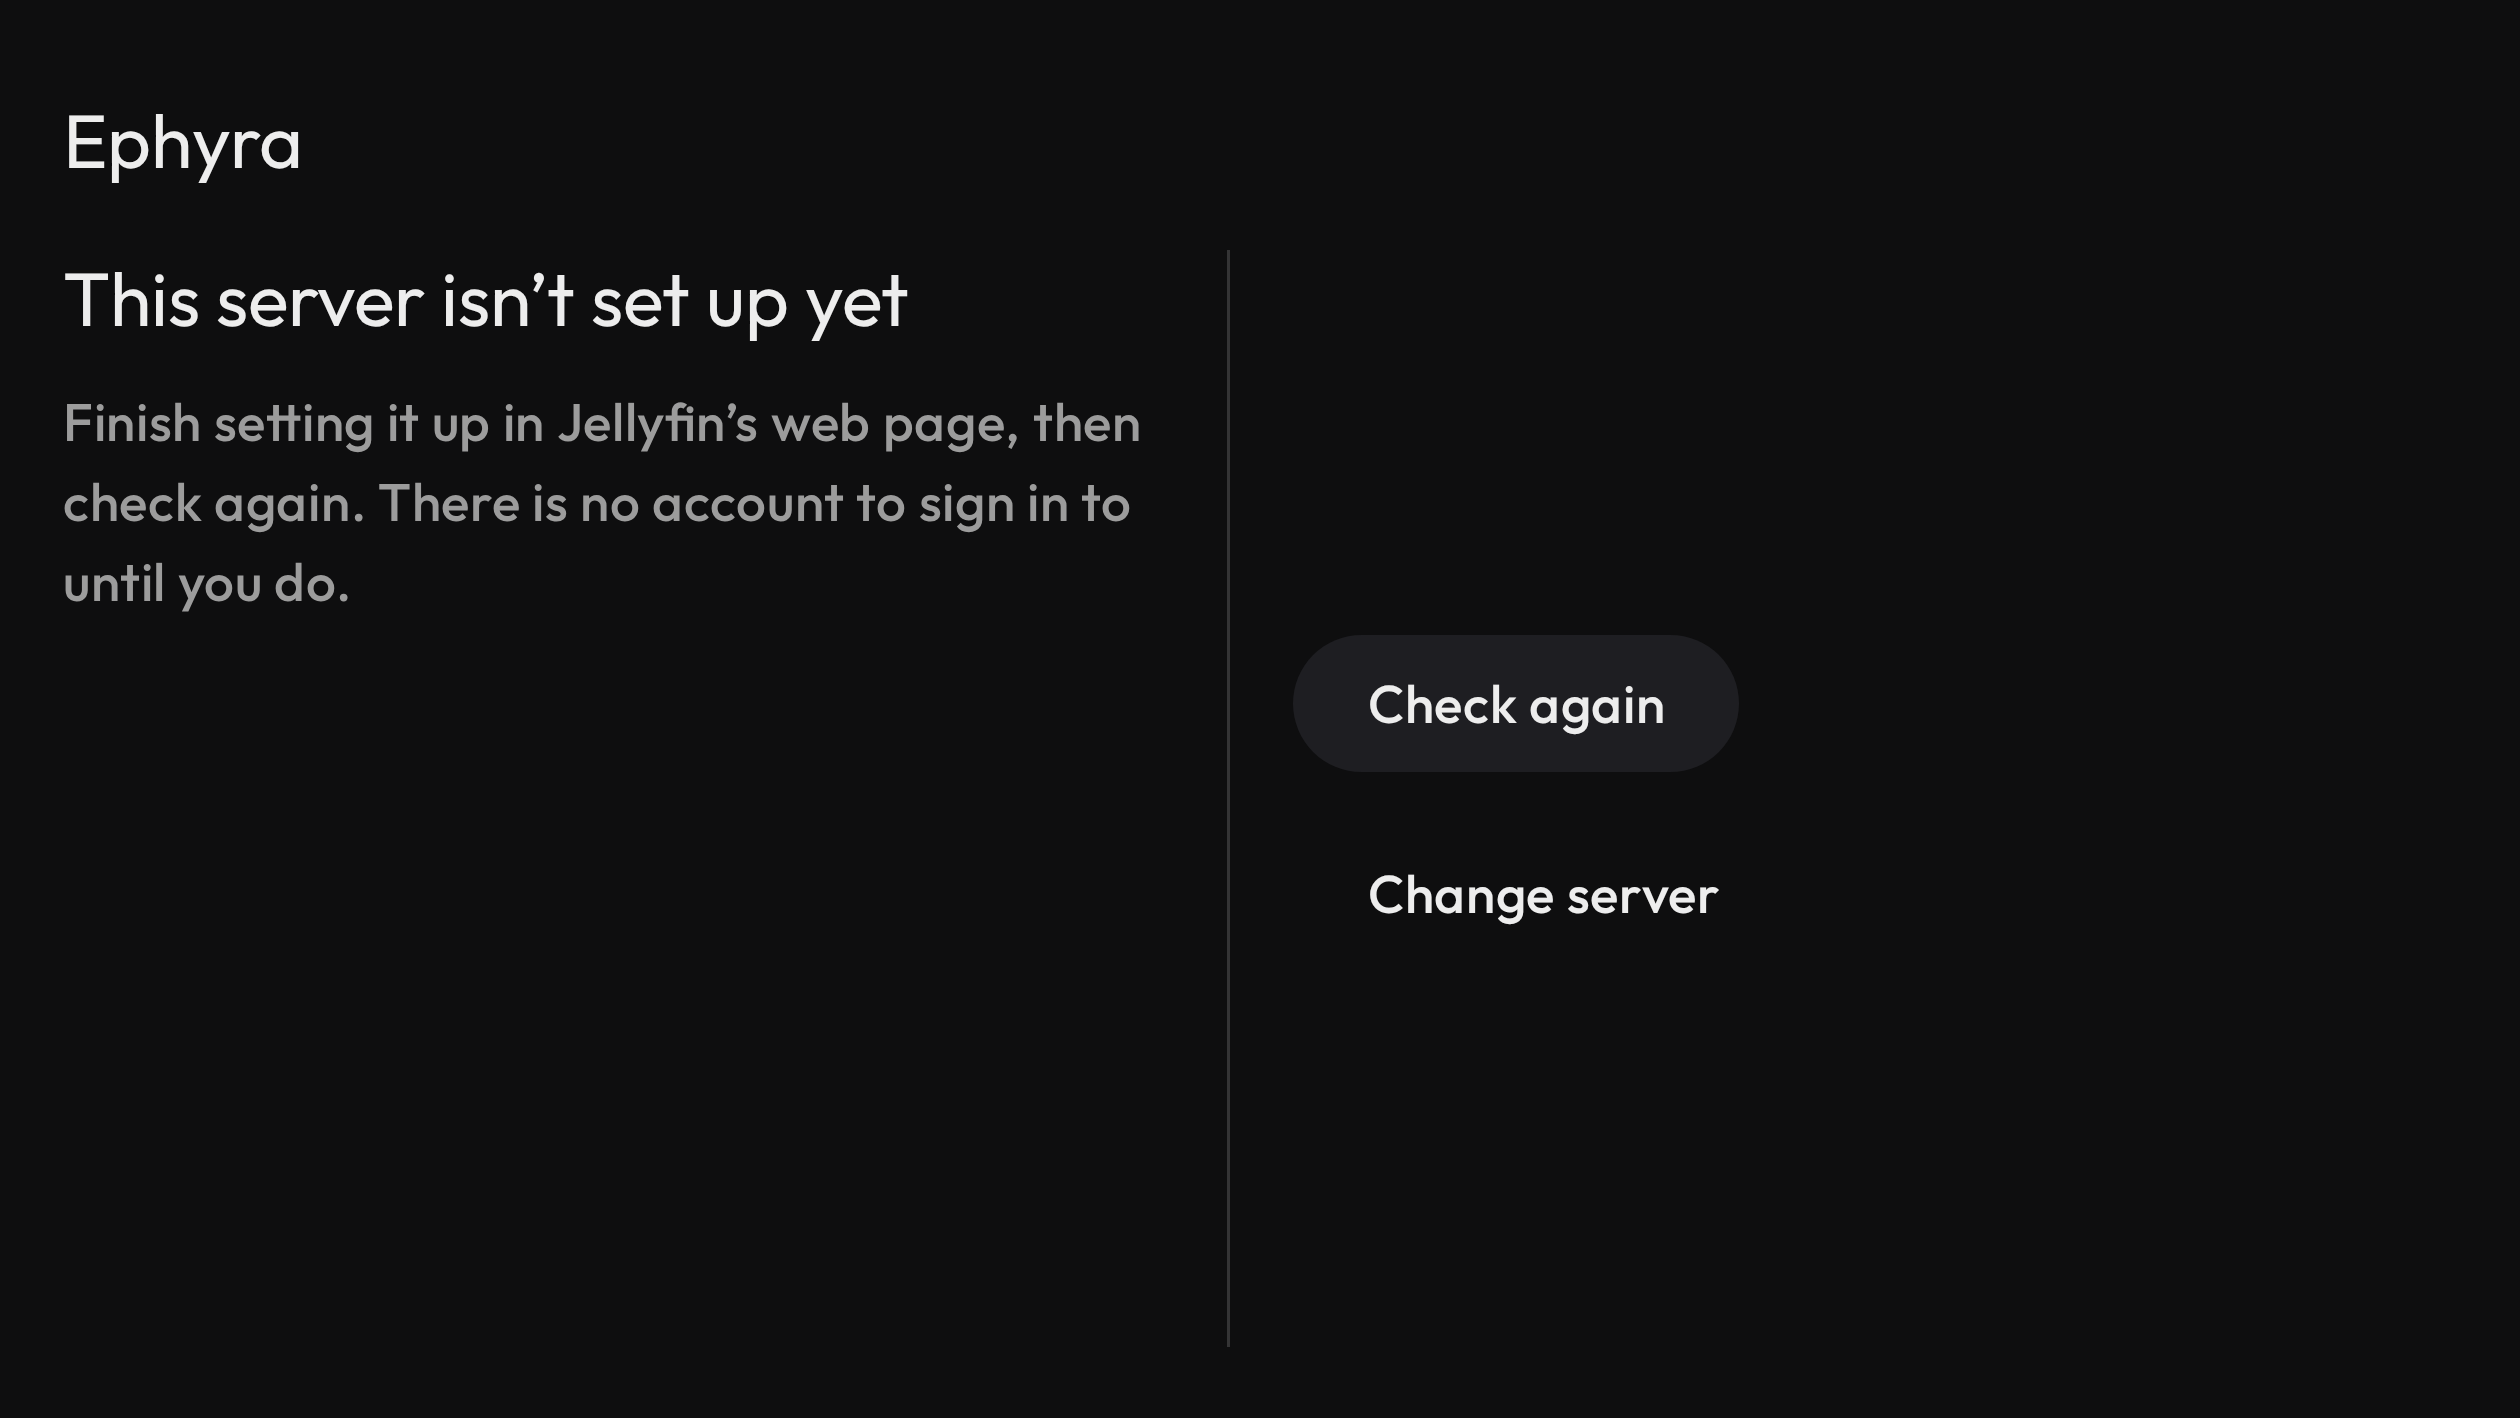 Ephyra
This server isn’t set up yet
Finish setting it up in Jellyfin’s web page, then
check again. There is no account to sign in to
until you do.
Check again
Change server